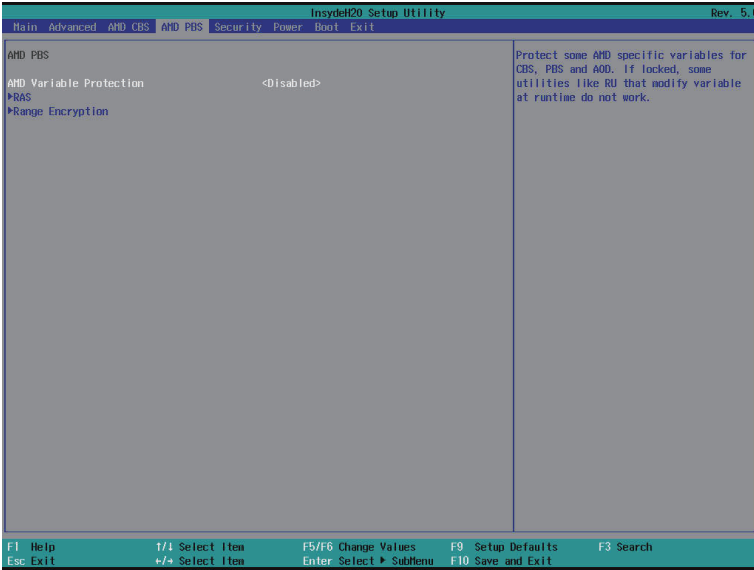 InsydeH20 Setup Utility Rev. 5.
Main Advanced AMD CBS AMD PBS Security Power Boot Exit
AMD PBS
AMD Variable Protection <Disabled>
▶RAS
▶Range Encryption
Protect some AMD specific variables for
CBS, PBS and AOD. If locked, some
utilities like RU that modify variable
at runtime do not work.
F1 Help ↑/↓ Select Item F5/F6 Change Values F9 Setup Defaults F3 Search
Esc Exit ←/→ Select Item Enter Select ▶ SubMenu F10 Save and Exit